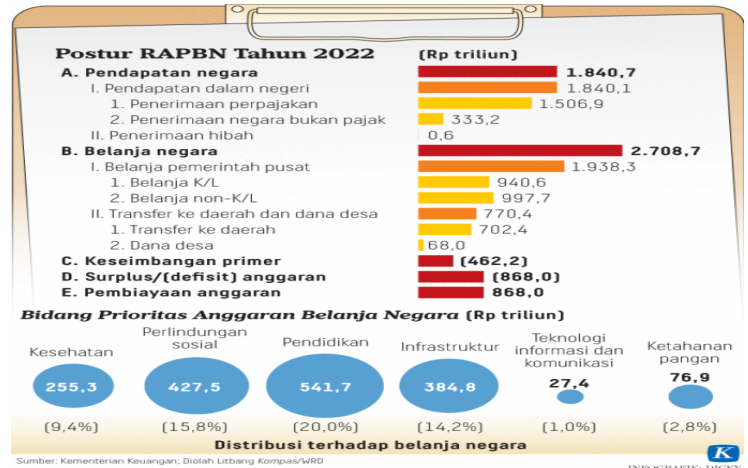 Postur RAPBN Tahun 2022 (Rp triliun)
A. Pendapatan negara 1.840,7
I. Pendapatan dalam negeri 1.840,1
1. Penerimaan perpajakan 1.506,9
2. Penerimaan negara bukan pajak 333,2
II. Penerimaan hibah 0,6
B. Belanja negara 2.708,7
I. Belanja pemerintah pusat 1.938,3
1. Belanja K/L 940,6
2. Belanja non-K/L 997,7
II. Transfer ke daerah dan dana desa 770,4
1. Transfer ke daerah 702,4
2. Dana desa 68,0
C. Keseimbangan primer (462,2)
D. Surplus/(defisit) anggaran (868,0)
E. Pembiayaan anggaran 868,0
Bidang Prioritas Anggaran Belanja Negara (Rp triliun)
Kesehatan
255,3
(9,4%)
Perlindungan
sosial
427,5
(15,8%)
Pendidikan
541,7
(20,0%)
Infrastruktur
384,8
(14,2%)
Teknologi
informasi dan
komunikasi
27,4
(1,0%)
Ketahanan
pangan
76,9
(2,8%)
Distribusi terhadap belanja negara
Sumber: Kementerian Keuangan; Diolah Litbang Kompas/WRD
K
INFOGRAFIK: DICKY